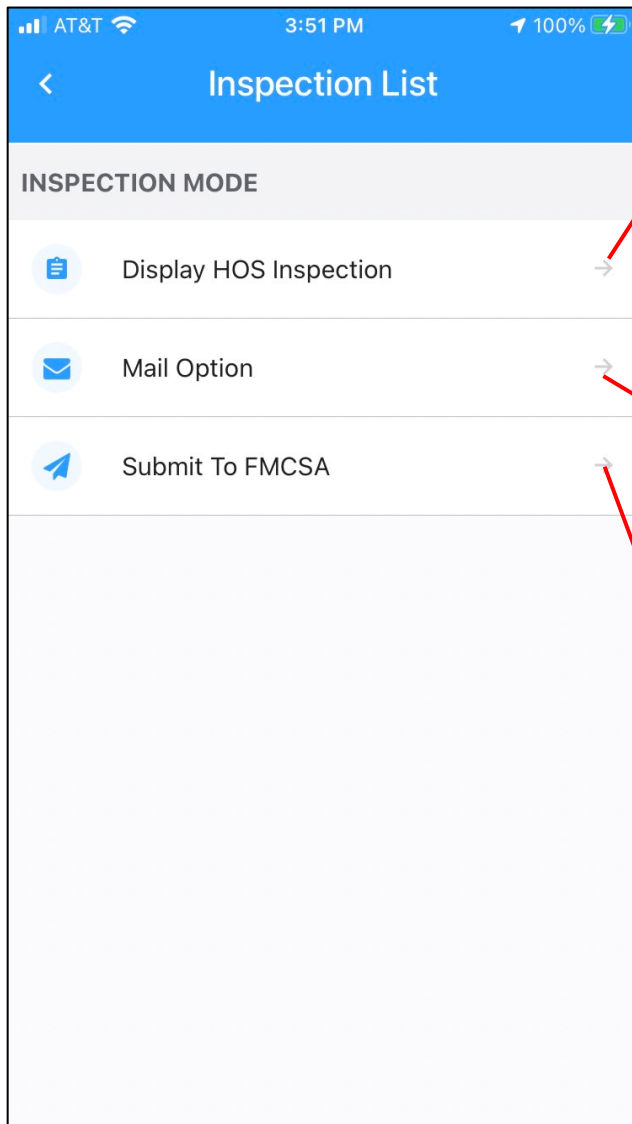 AT&T 3:51 PM 100%
Inspection List
INSPECTION MODE
Display HOS Inspection
Mail Option
Submit To FMCSA